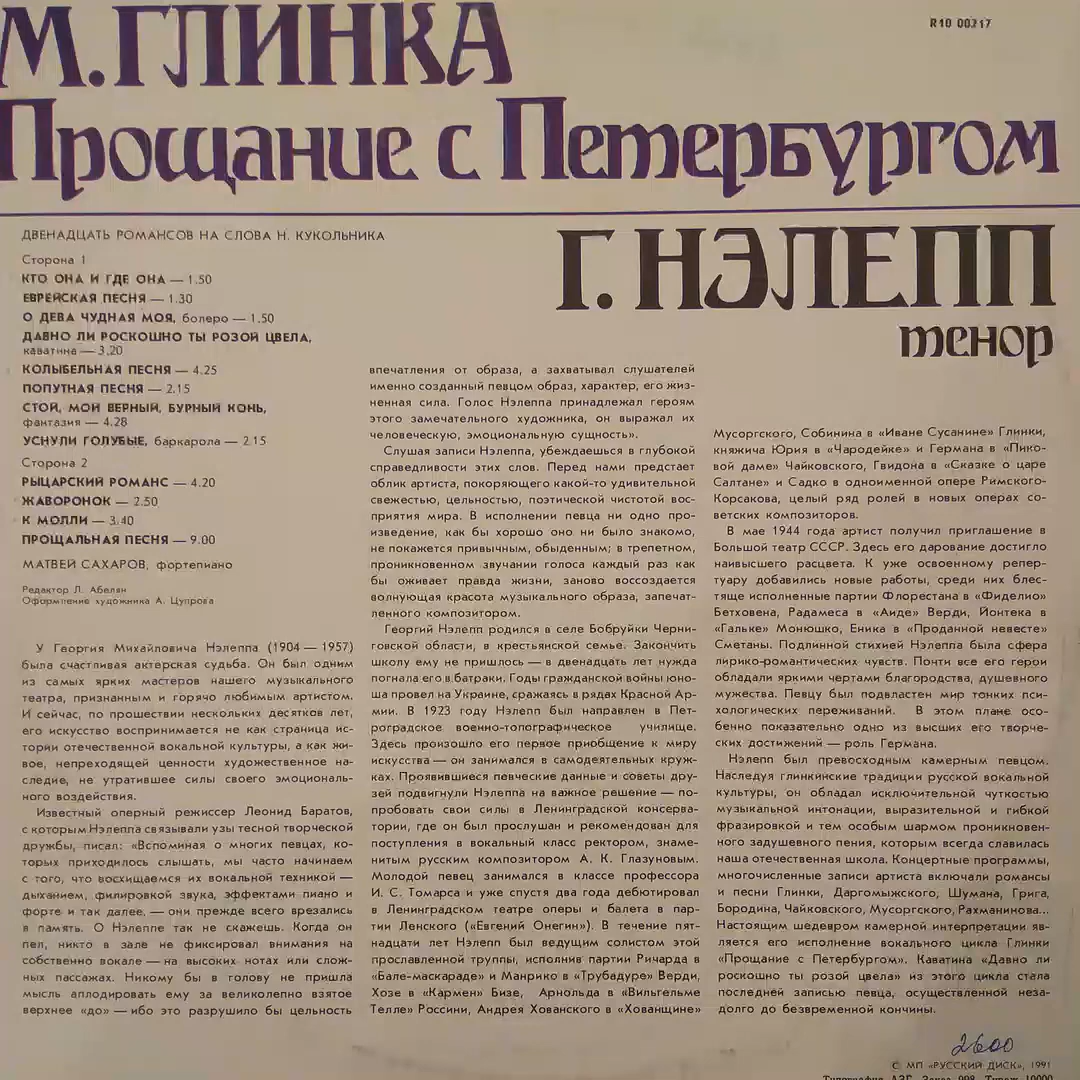 R10 00217
М. ГЛИНКА
Прощание с Петербургом
ДВЕНАДЦАТЬ РОМАНСОВ НА СЛОВА Н. КУКОЛЬНИКА
Сторона 1
КТО ОНА И ГДЕ ОНА — 1.50
ЕВРЕЙСКАЯ ПЕСНЯ — 1.30
О ДЕВА ЧУДНАЯ МОЯ, болеро — 1.50
ДАВНО ЛИ РОСКОШНО ТЫ РОЗОЙ ЦВЕЛА,
каватина — 3.20
КОЛЫБЕЛЬНАЯ ПЕСНЯ — 4.25
ПОПУТНАЯ ПЕСНЯ — 2.15
СТОЙ, МОЙ ВЕРНЫЙ, БУРНЫЙ КОНЬ,
фантазия — 4.28
УСНУЛИ ГОЛУБЫЕ, баркарола — 2.15
Сторона 2
РЫЦАРСКИЙ РОМАНС — 4.20
ЖАВОРОНОК — 2.50
К МОЛЛИ — 3.40
ПРОЩАЛЬНАЯ ПЕСНЯ — 9.00
МАТВЕЙ САХАРОВ, фортепиано
Редактор Л. Абелян
Оформление художника А. Цупрова
Г. НЭЛЕПП
тенор
У Георгия Михайловича Нэлеппа (1904 — 1957)
была счастливая актерская судьба. Он был одним
из самых ярких мастеров нашего музыкального
театра, признанным и горячо любимым артистом.
И сейчас, по прошествии нескольких десятков лет,
его искусство воспринимается не как страница ис-
тории отечественной вокальной культуры, а как жи-
вое, непреходящей ценности художественное на-
следие, не утратившее силы своего эмоциональ-
ного воздействия.
Известный оперный режиссер Леонид Баратов,
с которым Нэлеппа связывали узы тесной творческой
дружбы, писал: «Вспоминая о многих певцах, ко-
торых приходилось слышать, мы часто начинаем
с того, что восхищаемся их вокальной техникой —
дыханием, филировкой звука, эффектами пиано и
форте и так далее, — они прежде всего врезались
в память. О Нэлеппе так не скажешь. Когда он
пел, никто в зале не фиксировал внимания на
собственно вокале — на высоких нотах или слож-
ных пассажах. Никому бы в голову не пришла
мысль аплодировать ему за великолепно взятое
верхнее «до» — ибо это разрушило бы цельность
впечатления от образа, а захватывал слушателей
именно созданный певцом образ, характер, его жиз-
ненная сила. Голос Нэлеппа принадлежал героям
этого замечательного художника, он выражал их
человеческую, эмоциональную сущность».
Слушая записи Нэлеппа, убеждаешься в глубокой
справедливости этих слов. Перед нами предстает
облик артиста, покоряющего какой-то удивительной
свежестью, цельностью, поэтической чистотой вос-
приятия мира. В исполнении певца ни одно про-
изведение, как бы хорошо оно ни было знакомо,
не покажется привычным, обыденным; в трепетном,
проникновенном звучании голоса каждый раз как
бы оживает правда жизни, заново воссоздается
волнующая красота музыкального образа, запечат-
ленного композитором.
Георгий Нэлепп родился в селе Бобруйки Черни-
говской области, в крестьянской семье. Закончить
школу ему не пришлось — в двенадцать лет нужда
погнала его в батраки. Годы гражданской войны юно-
ша провел на Украине, сражаясь в рядах Красной Ар-
мии. В 1923 году Нэлепп был направлен в Пет-
роградское военно-топографическое училище.
Здесь произошло его первое приобщение к миру
искусства — он занимался в самодеятельных круж-
ках. Проявившиеся певческие данные и советы дру-
зей подвигнули Нэлеппа на важное решение — по-
пробовать свои силы в Ленинградской консерва-
тории, где он был прослушан и рекомендован для
поступления в вокальный класс ректором, знаме-
нитым русским композитором А. К. Глазуновым.
Молодой певец занимался в классе профессора
И. С. Томарса и уже спустя два года дебютировал
в Ленинградском театре оперы и балета в пар-
тии Ленского («Евгений Онегин»). В течение пят-
надцати лет Нэлепп был ведущим солистом этой
прославленной труппы, исполнив партии Ричарда в
«Бале-маскараде» и Манрико в «Трубадуре» Верди,
Хозе в «Кармен» Бизе, Арнольда в «Вильгельме
Телле» Россини, Андрея Хованского в «Хованщине»
Мусоргского, Собинина в «Иване Сусанине» Глинки,
княжича Юрия в «Чародейке» и Германа в «Пико-
вой даме» Чайковского, Гвидона в «Сказке о царе
Салтане» и Садко в одноименной опере Римского-
Корсакова, целый ряд ролей в новых операх со-
ветских композиторов.
В мае 1944 года артист получил приглашение в
Большой театр СССР. Здесь его дарование достигло
наивысшего расцвета. К уже освоенному репер-
туару добавились новые работы, среди них блес-
тяще исполненные партии Флорестана в «Фиделио»
Бетховена, Радамеса в «Аиде» Верди, Йонтека в
«Гальке» Монюшко, Еника в «Проданной невесте»
Сметаны. Подлинной стихией Нэлеппа была сфера
лирико-романтических чувств. Почти все его герои
обладали яркими чертами благородства, душевного
мужества. Певцу был подвластен мир тонких пси-
хологических переживаний. В этом плане осо-
бенно показательно одно из высших его творче-
ских достижений — роль Германа.
Нэлепп был превосходным камерным певцом.
Наследуя глинкинские традиции русской вокальной
культуры, он обладал исключительной чуткостью
музыкальной интонации, выразительной и гибкой
фразировкой и тем особым шармом проникновен-
ного задушевного пения, которым всегда славилась
наша отечественная школа. Концертные программы,
многочисленные записи артиста включали романсы
и песни Глинки, Даргомыжского, Шумана, Грига,
Бородина, Чайковского, Мусоргского, Рахманинова...
Настоящим шедевром камерной интерпретации яв-
ляется его исполнение вокального цикла Глинки
«Прощание с Петербургом». Каватина «Давно ли
роскошно ты розой цвела» из этого цикла стала
последней записью певца, осуществленной неза-
долго до безвременной кончины.
2600
© МП «РУССКИЙ ДИСК», 1991
Типография АЗГ. Заказ 998. Тираж 10000